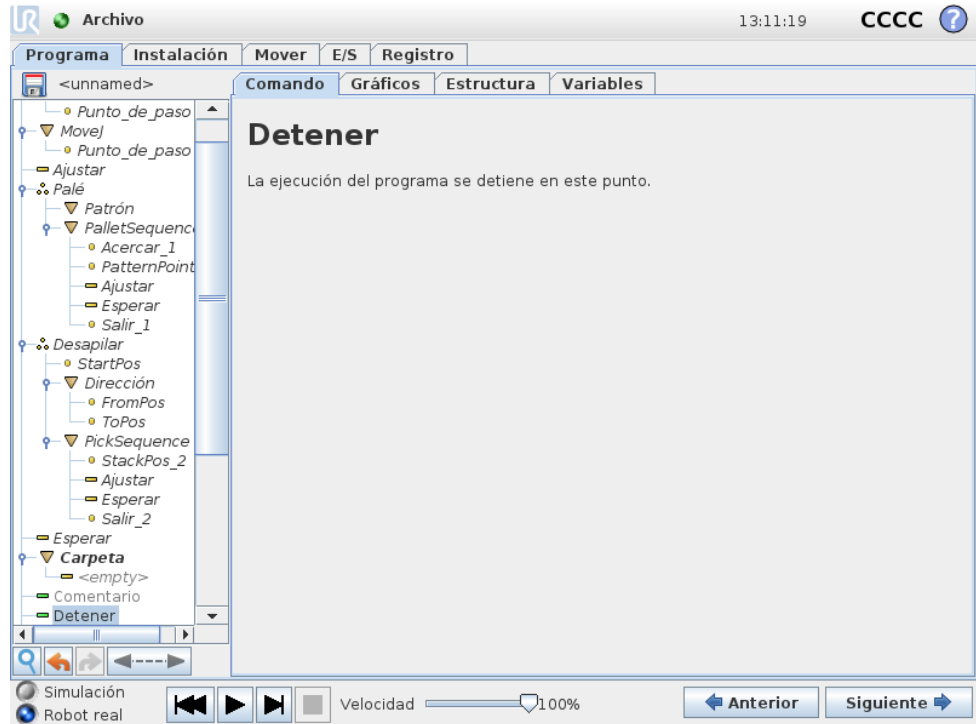 UR Archivo 13:11:19 CCCC ?
Programa Instalación Mover E/S Registro
<unnamed>
Comando Gráficos Estructura Variables
Punto_de_paso
MoveJ
Punto_de_paso
Ajustar
Palé
Patrón
PalletSequenc
Acercar_1
PatternPoint
Ajustar
Esperar
Salir_1
Desapilar
StartPos
Dirección
FromPos
ToPos
PickSequence
StackPos_2
Ajustar
Esperar
Salir_2
Esperar
Carpeta
<empty>
Comentario
Detener
Detener
La ejecución del programa se detiene en este punto.
Simulación
Robot real
Velocidad 100%
Anterior Siguiente